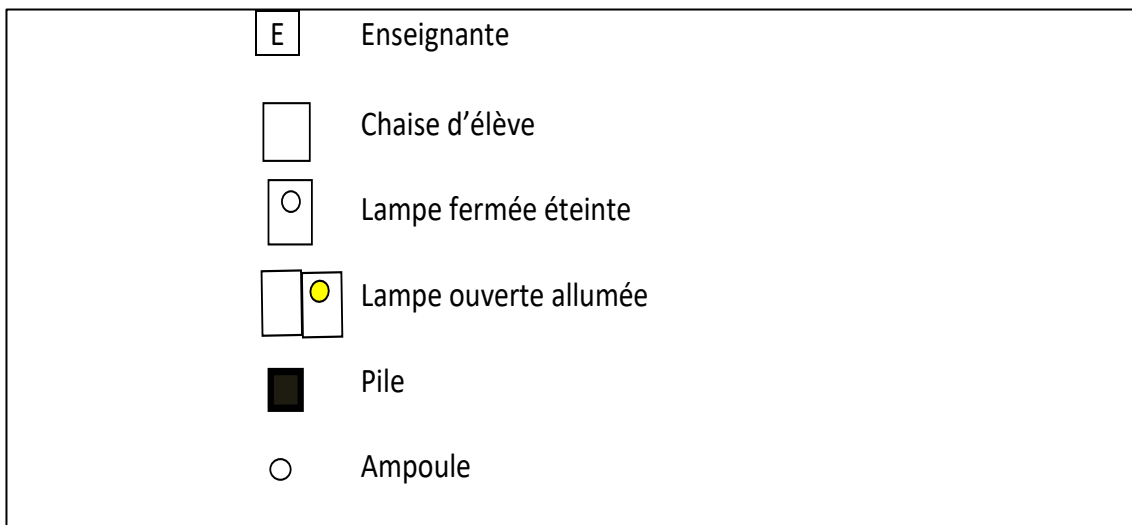 E Enseignante
Chaise d’élève
Lampe fermée éteinte
Lampe ouverte allumée
Pile
Ampoule